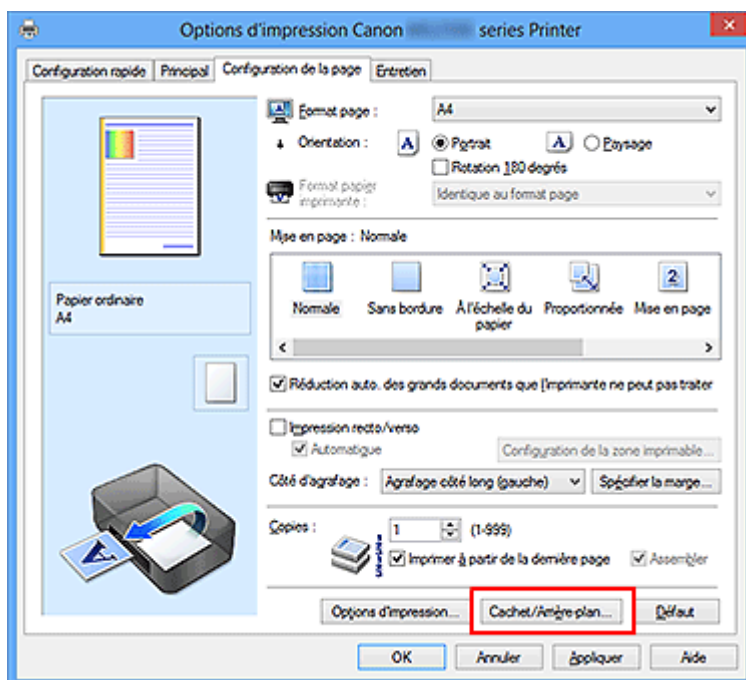 Options d'impression Canon series Printer
Configuration rapide Principal Configuration de la page Entretien
Format page : A4
Orientation : A Portrait A Paysage
Rotation 180 degrés
Format papier
imprimante : Identique au format page
Mise en page : Normale
Papier ordinaire
A4
Normale Sans bordure À l'échelle du papier Proportionnée Mise en page
Réduction auto. des grands documents que l'imprimante ne peut pas traiter
Impression recto/verso
Automatique Configuration de la zone imprimable...
Côté d'agrafage : Agrafage côté long (gauche) Spécifier la marge...
Copies : 1 (1-999)
Imprimer à partir de la dernière page Assembler
Options d'impression... Cachet/Arrière-plan... Défaut
OK Annuler Appliquer Aide